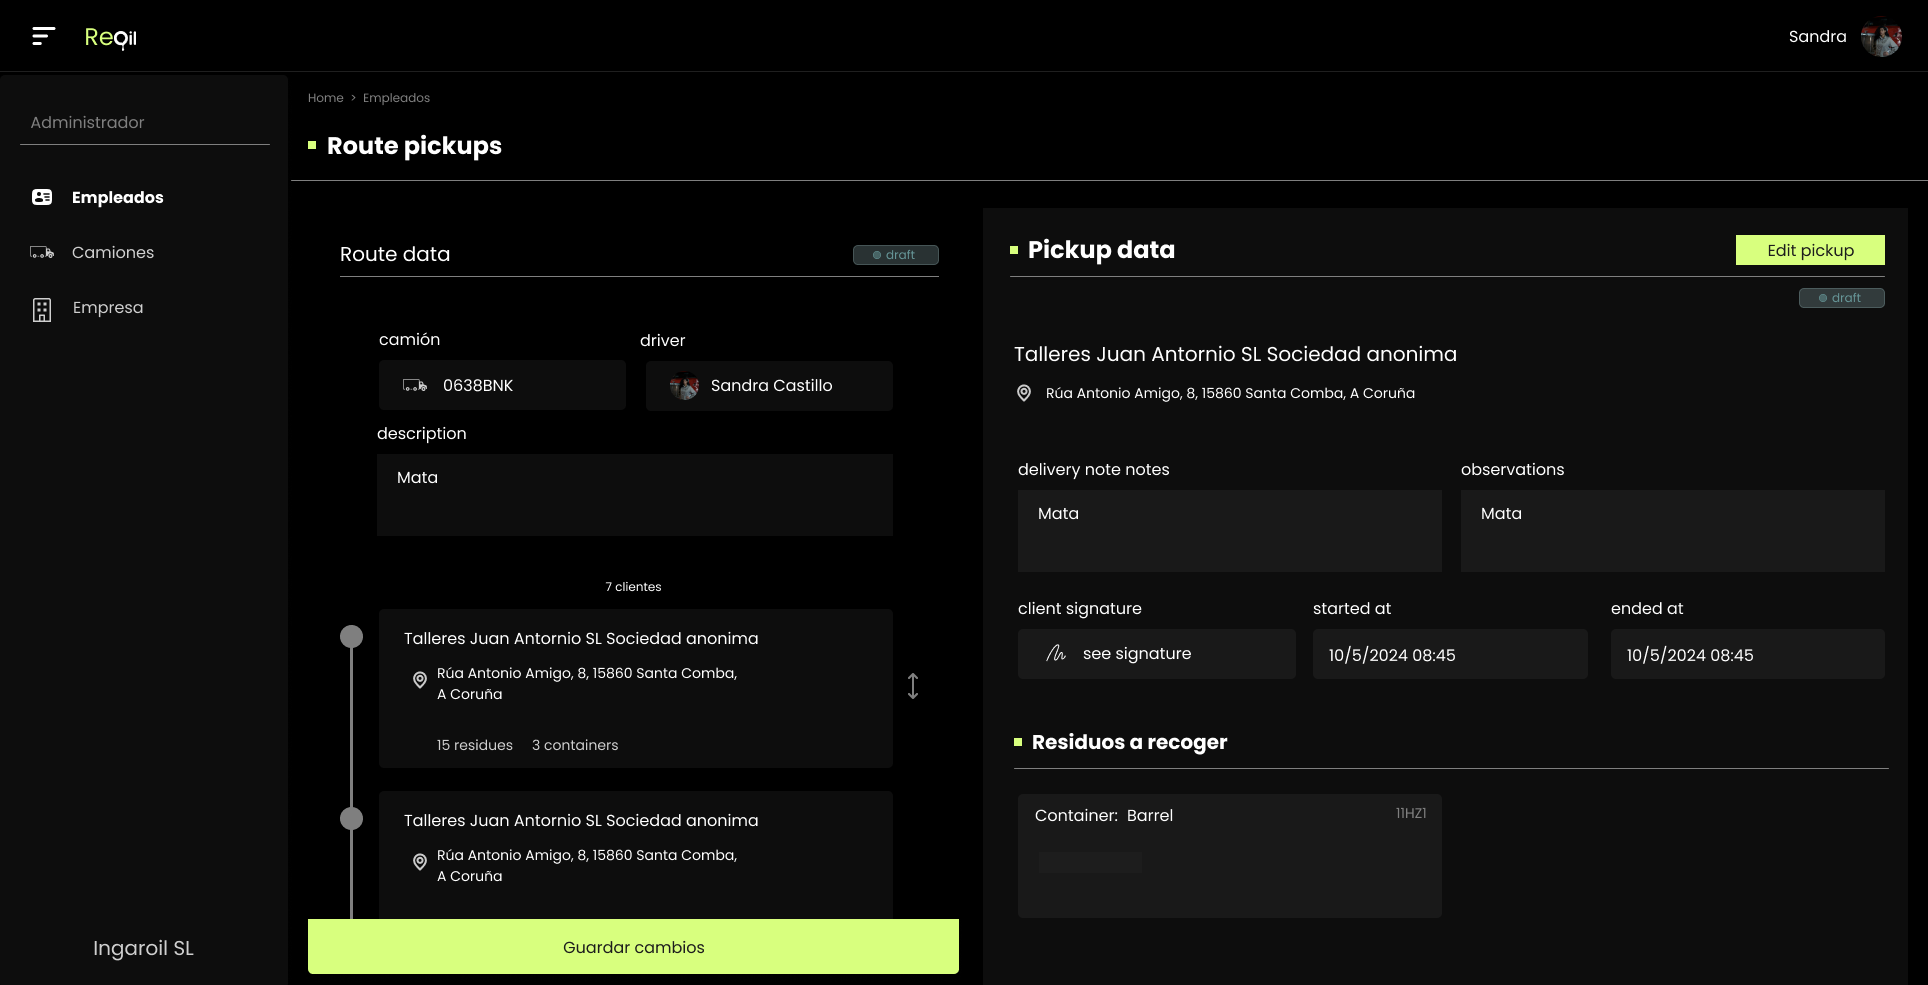 Reqil
Sandra
Administrador
Empleados
Camiones
Empresa
Ingaroil SL
Home > Empleados
Route pickups
Route data
draft
camión
driver
0638BNK
Sandra Castillo
description
Mata
7 clientes
Talleres Juan Antornio SL Sociedad anonima
Rúa Antonio Amigo, 8, 15860 Santa Comba,
A Coruña
15 residues 3 containers
Talleres Juan Antornio SL Sociedad anonima
Rúa Antonio Amigo, 8, 15860 Santa Comba,
A Coruña
Guardar cambios
Pickup data
Edit pickup
draft
Talleres Juan Antornio SL Sociedad anonima
Rúa Antonio Amigo, 8, 15860 Santa Comba, A Coruña
delivery note notes
observations
Mata
Mata
client signature
started at
ended at
see signature
10/5/2024 08:45
10/5/2024 08:45
Residuos a recoger
Container: Barrel
11HZ1